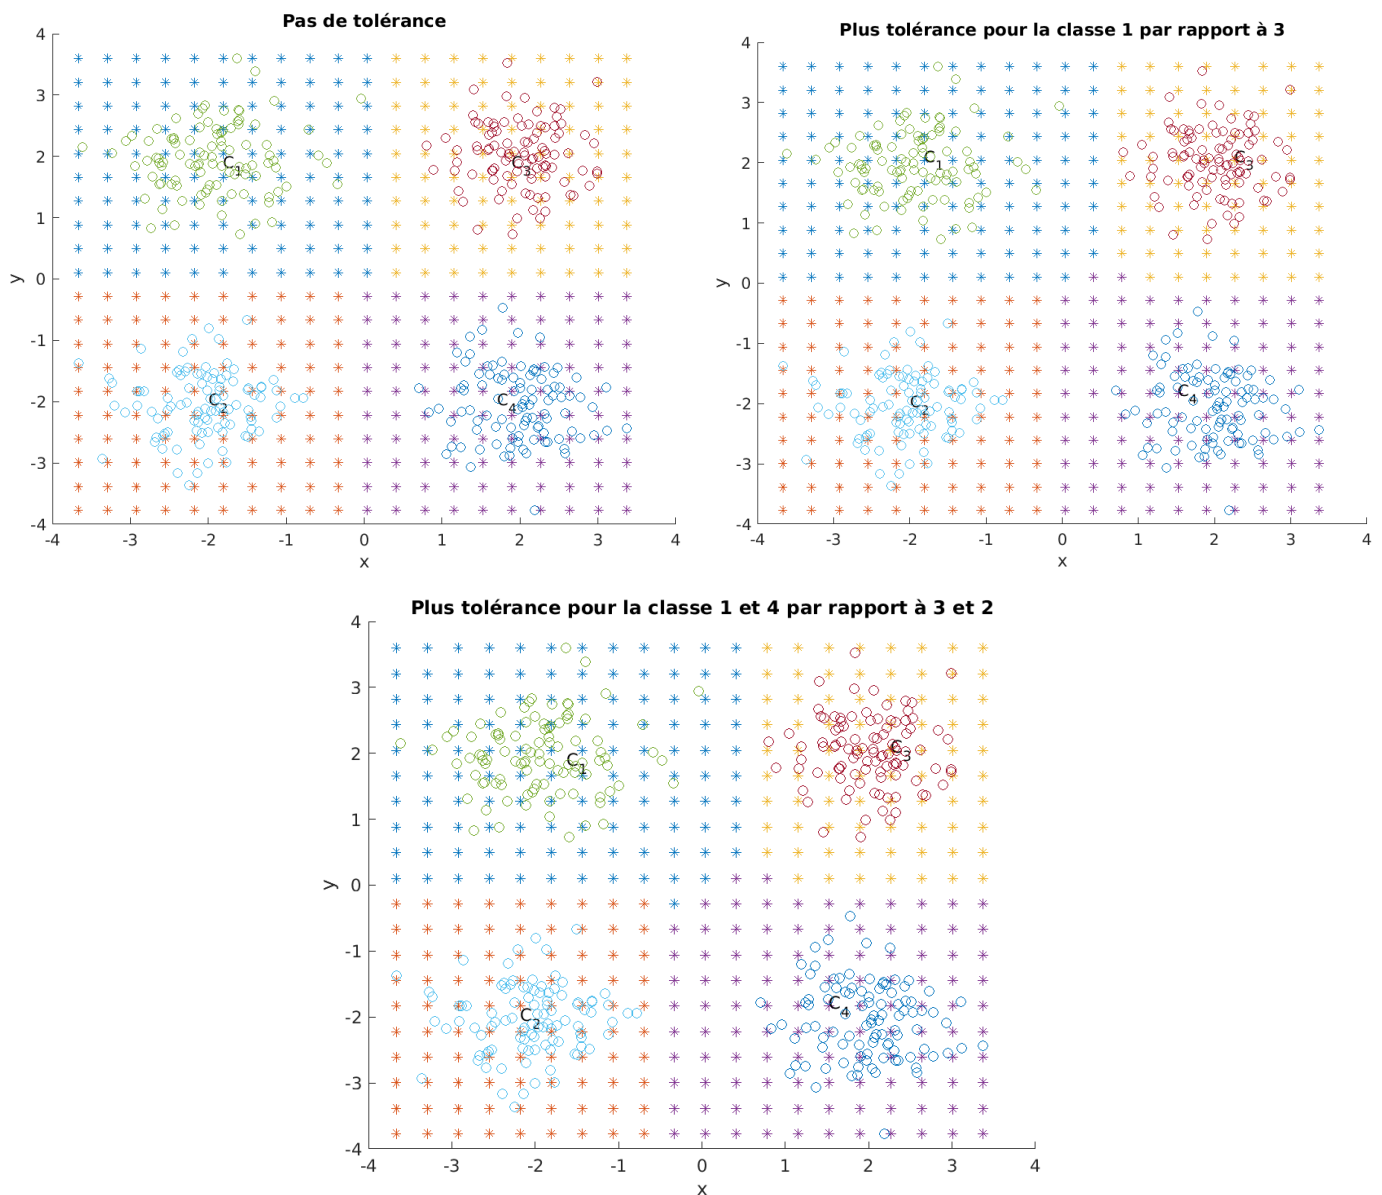 Pas de tolérance
4
3
2
1
0
-1
-2
-3
-4
y
C1
C3
C2
C4
-4 -3 -2 -1 0 1 2 3 4
x
Plus tolérance pour la classe 1 par rapport à 3
4
3
2
1
0
-1
-2
-3
-4
y
C1
C3
C2
C4
-4 -3 -2 -1 0 1 2 3 4
x
Plus tolérance pour la classe 1 et 4 par rapport à 3 et 2
4
3
2
1
0
-1
-2
-3
-4
y
C1
C3
C2
C4
-4 -3 -2 -1 0 1 2 3 4
x